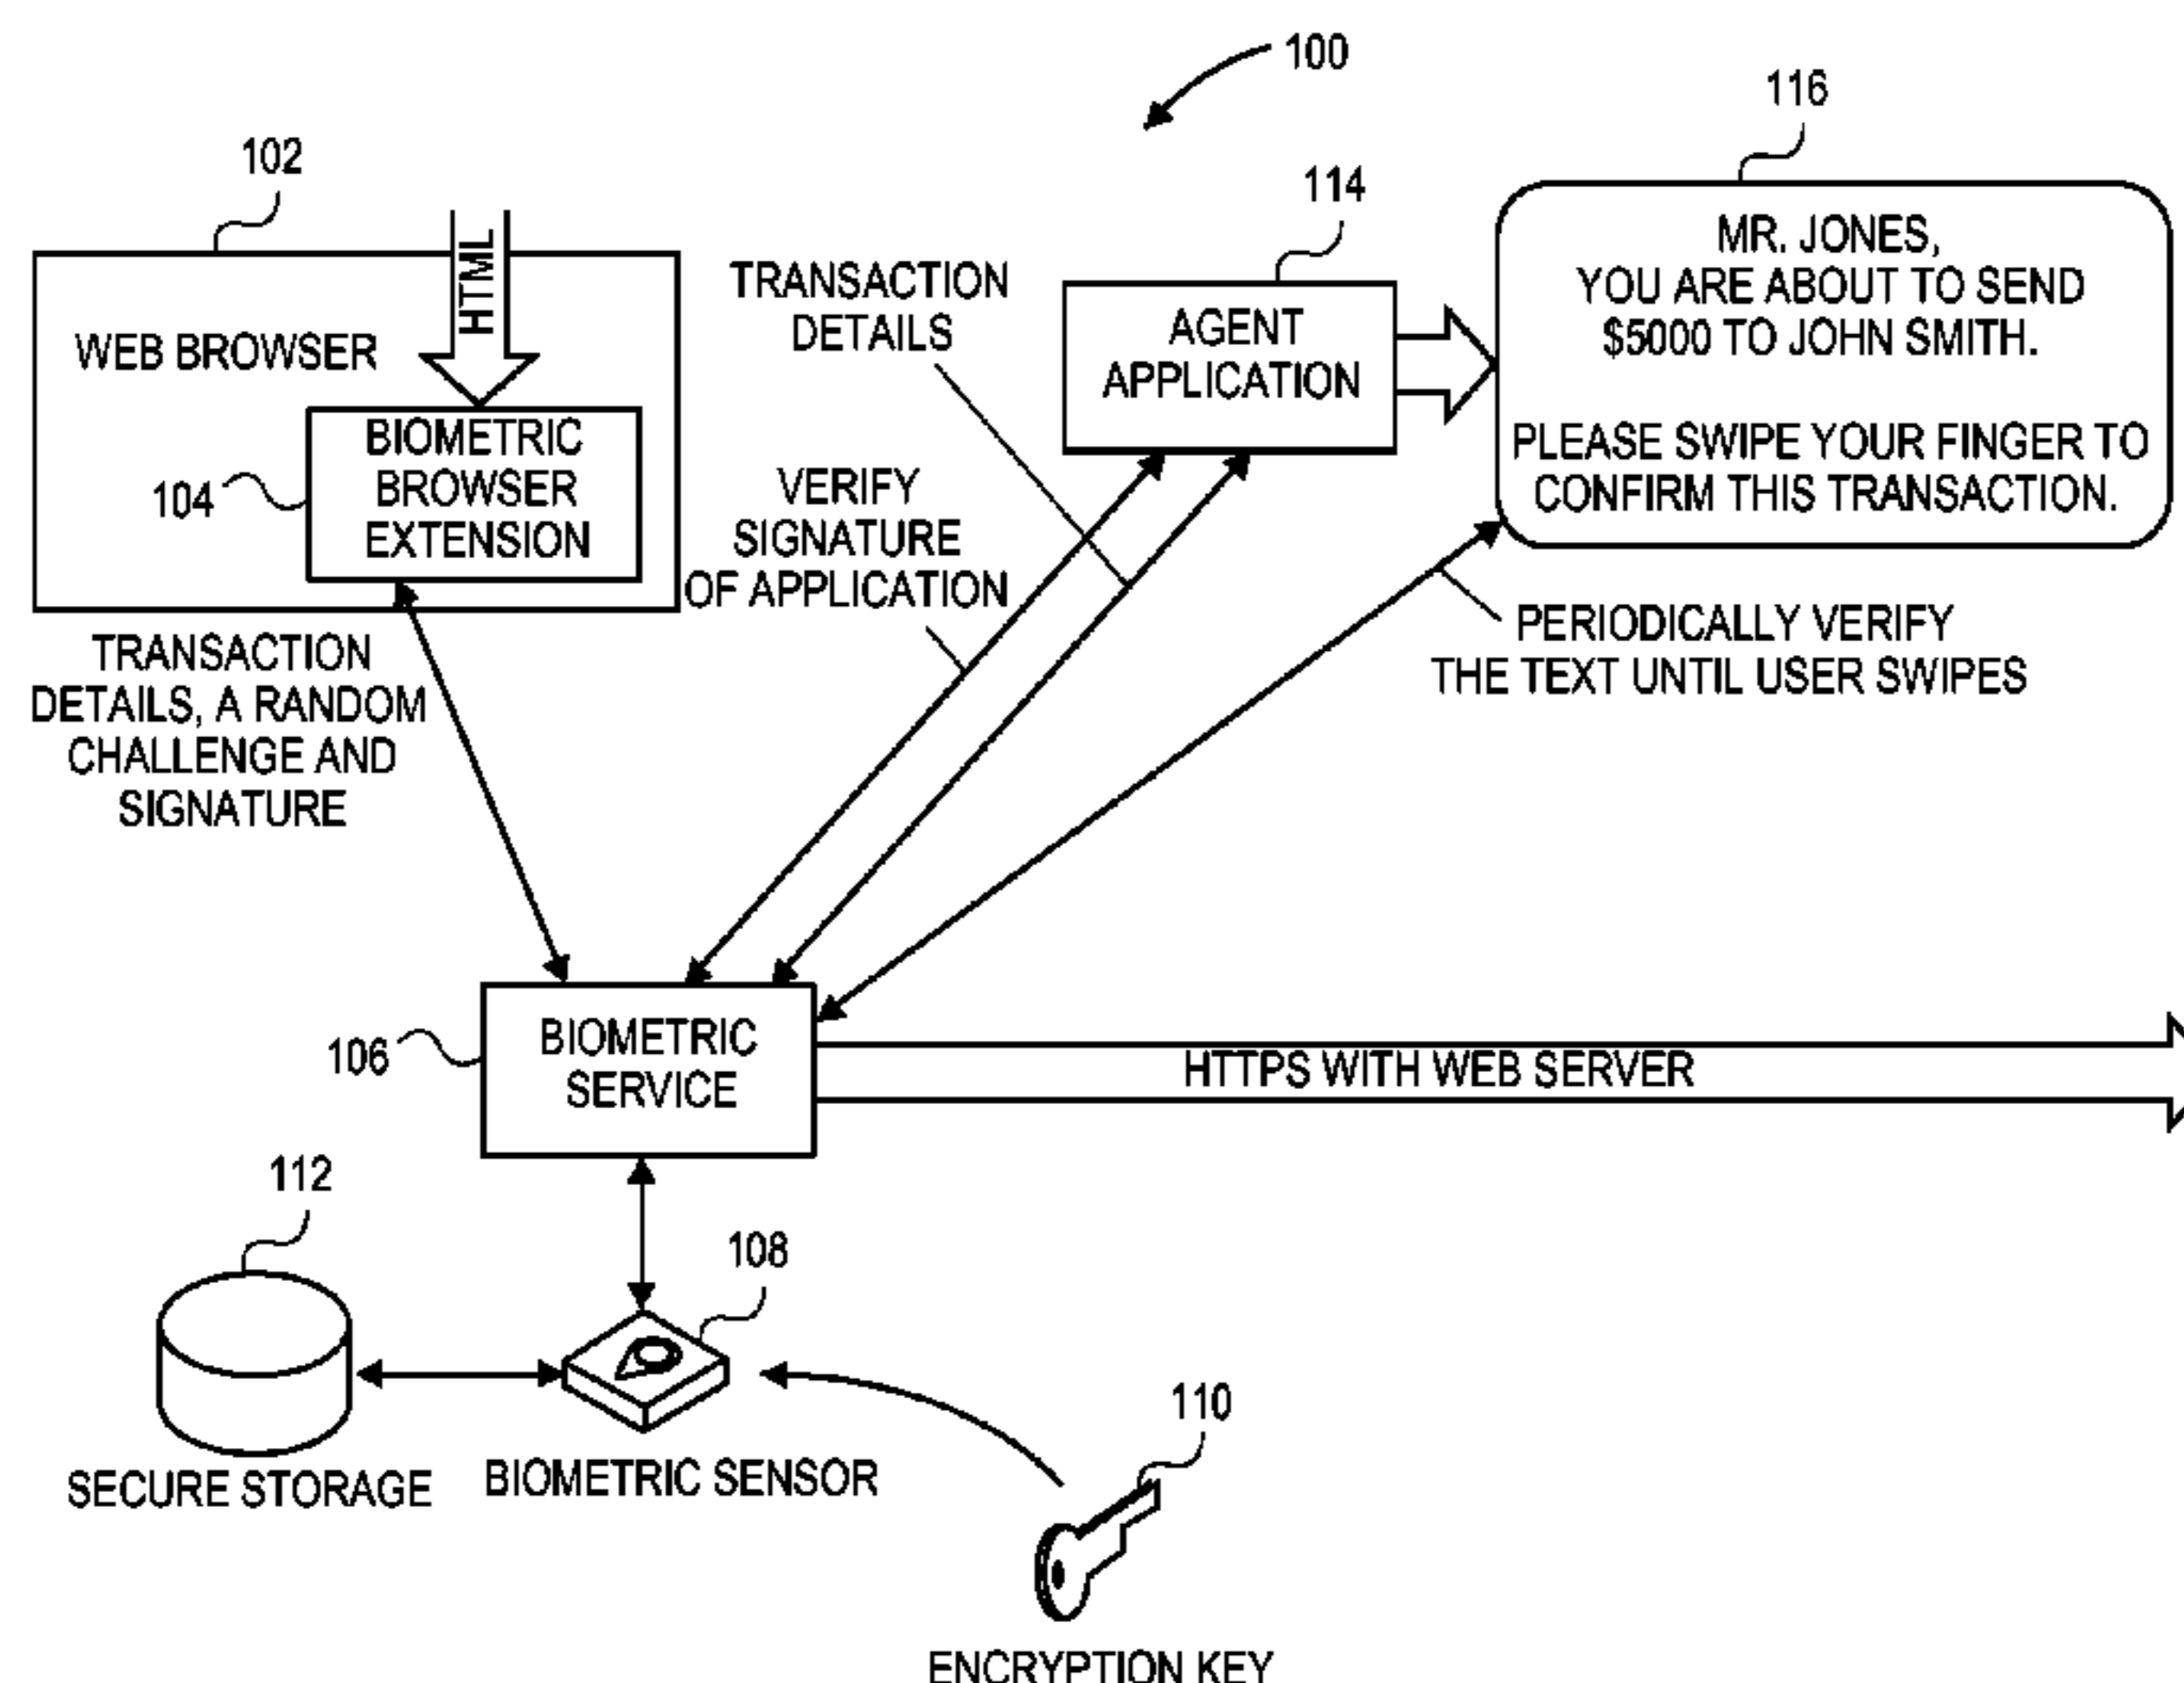 100
116
102
114
HTML
MR. JONES,
YOU ARE ABOUT TO SEND
$5000 TO JOHN SMITH.
PLEASE SWIPE YOUR FINGER TO
CONFIRM THIS TRANSACTION.
TRANSACTION
DETAILS
AGENT
APPLICATION
WEB BROWSER
BIOMETRIC
BROWSER
EXTENSION
104
VERIFY
SIGNATURE
OF APPLICATION
PERIODICALLY VERIFY
THE TEXT UNTIL USER SWIPES
TRANSACTION
DETAILS, A RANDOM
CHALLENGE AND
SIGNATURE
106
BIOMETRIC
SERVICE
HTTPS WITH WEB SERVER
112
108
110
SECURE STORAGE
BIOMETRIC SENSOR
ENCRYPTION KEY